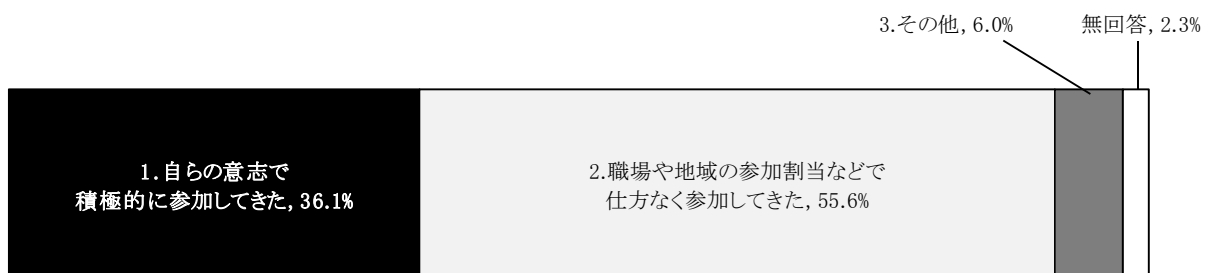 3.その他, 6.0%
無回答, 2.3%
1.自らの意志で
積極的に参加してきた, 36.1%
2.職場や地域の参加割当などで
仕方なく参加してきた, 55.6%